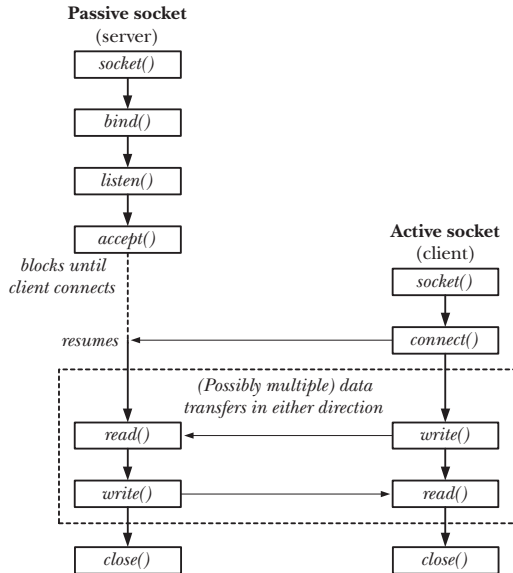 Passive socket
(server)
socket()
bind()
listen()
accept()
blocks until
client connects
resumes
Active socket
(client)
socket()
connect()
(Possibly multiple) data
transfers in either direction
read()
write()
write()
read()
close()
close()